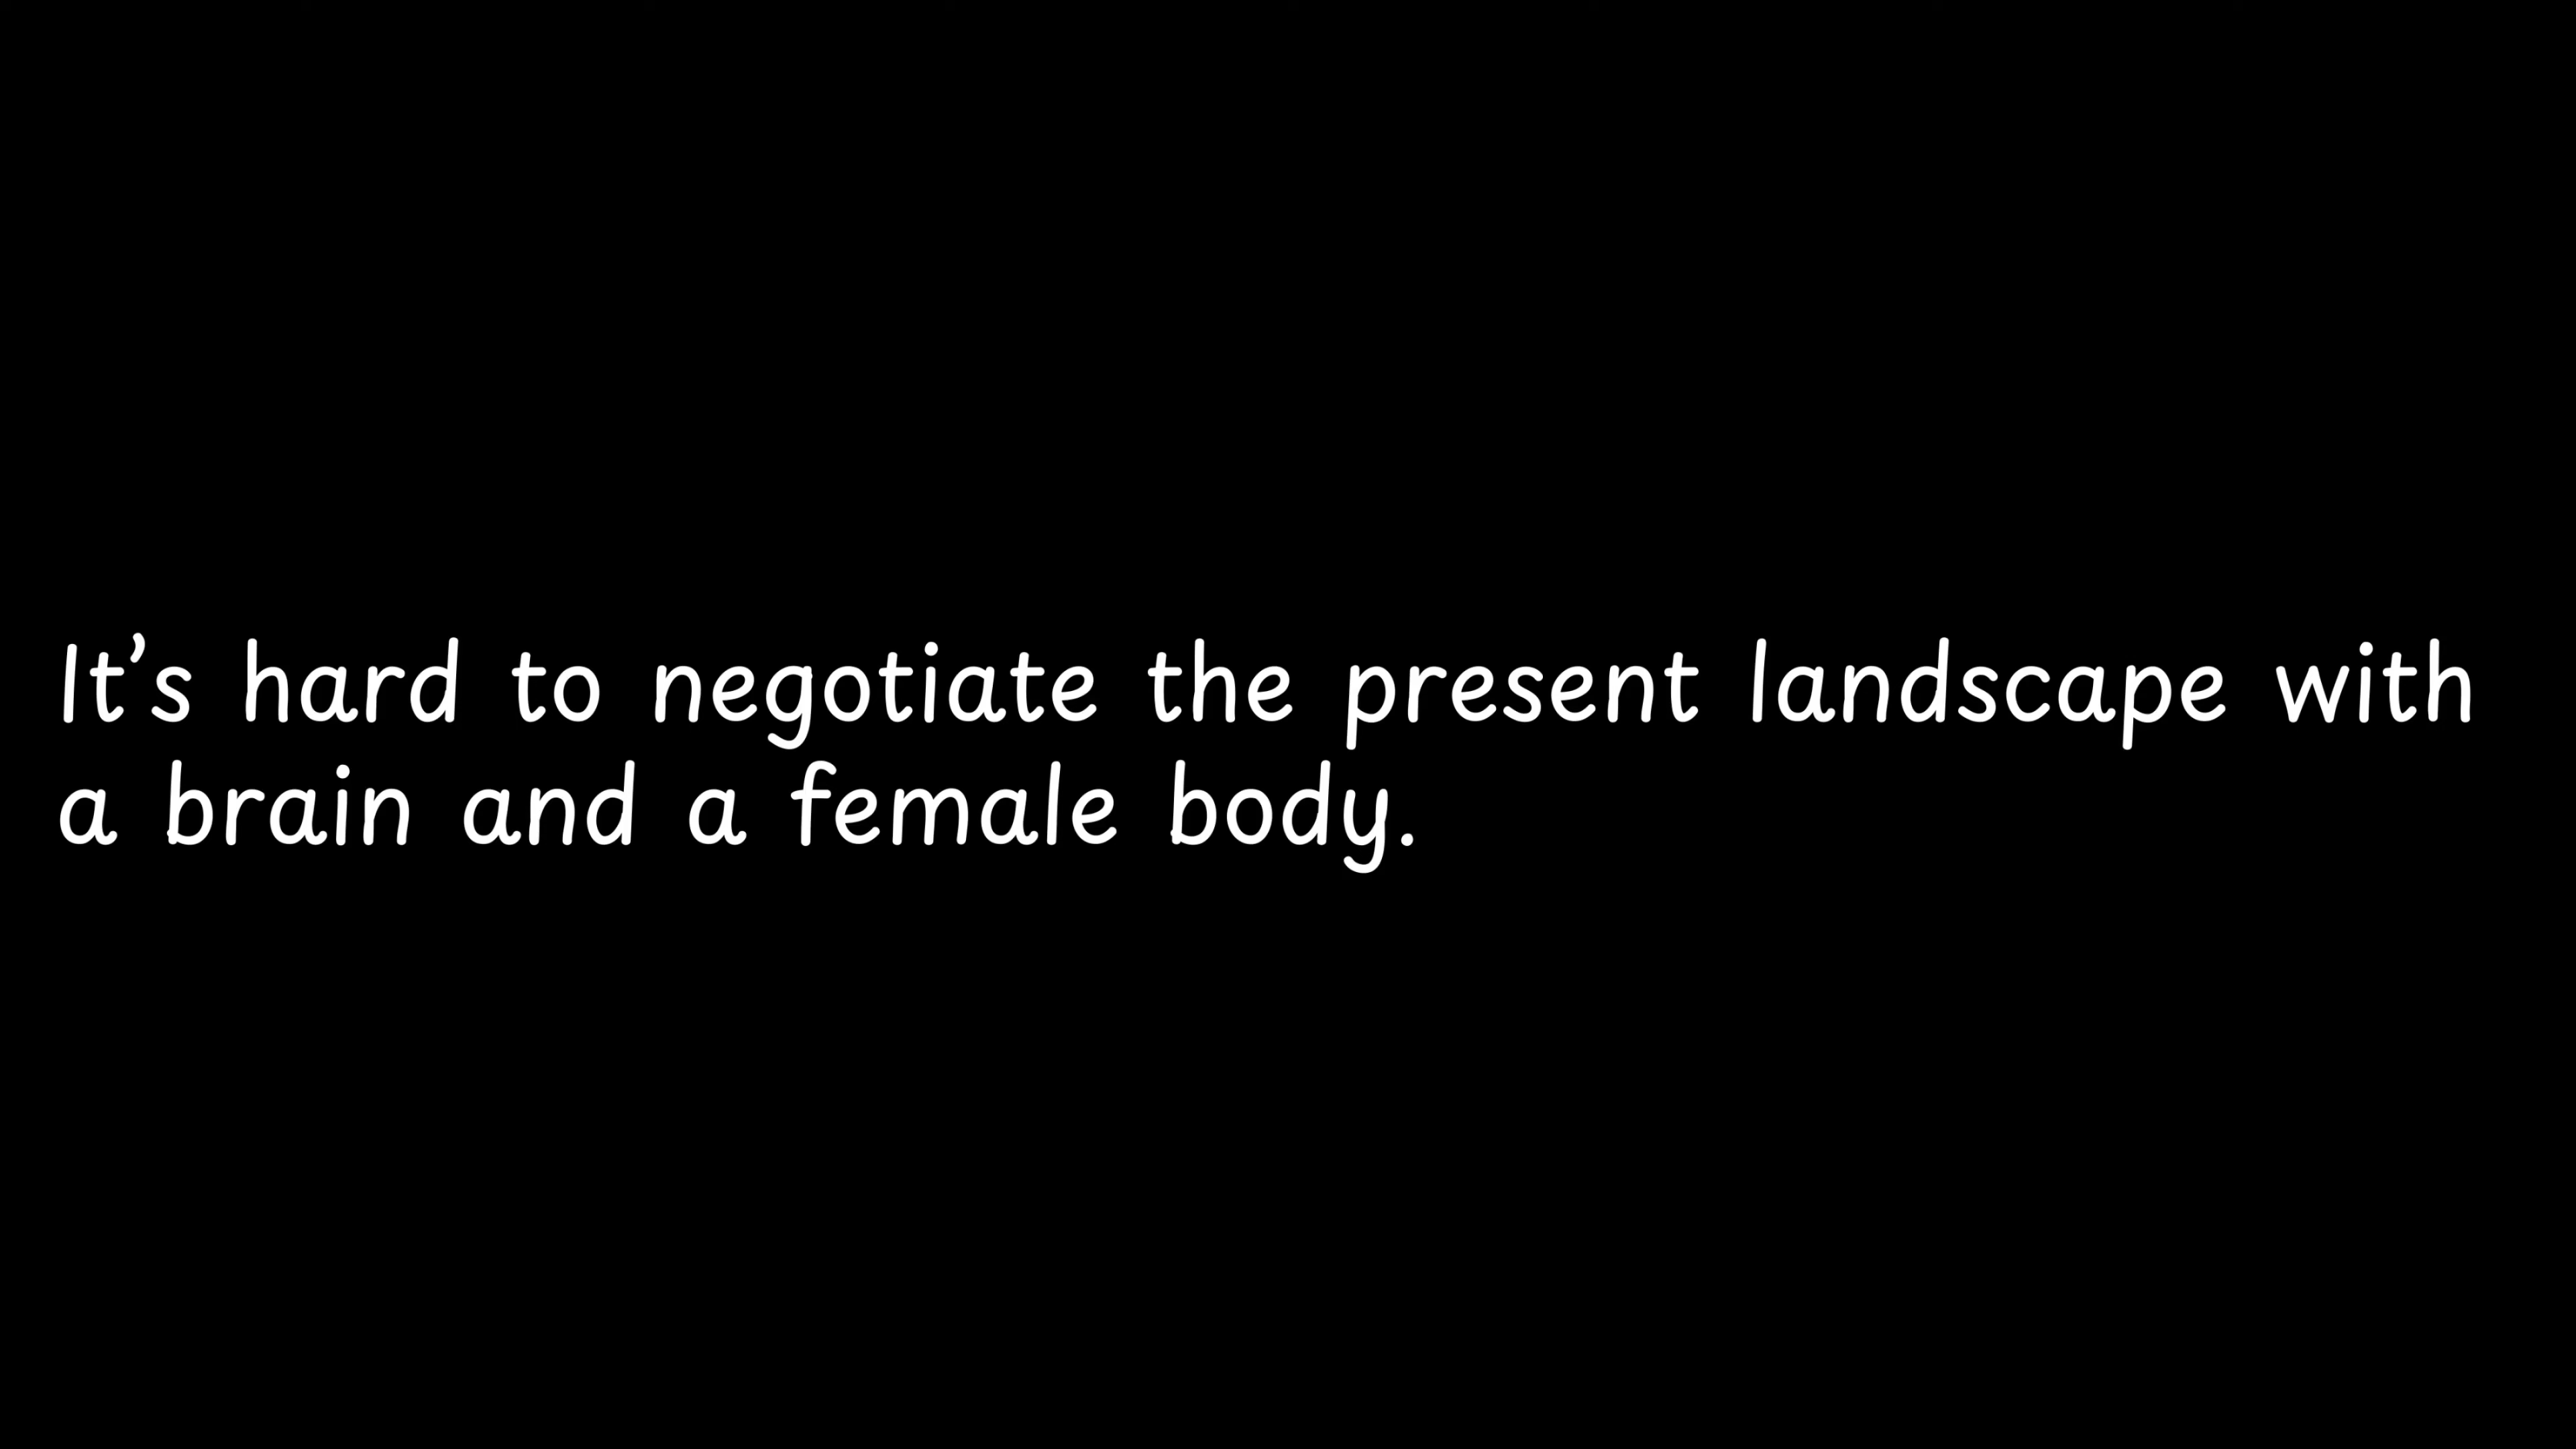 It’s hard to negotiate the present landscape with
a brain and a female body.